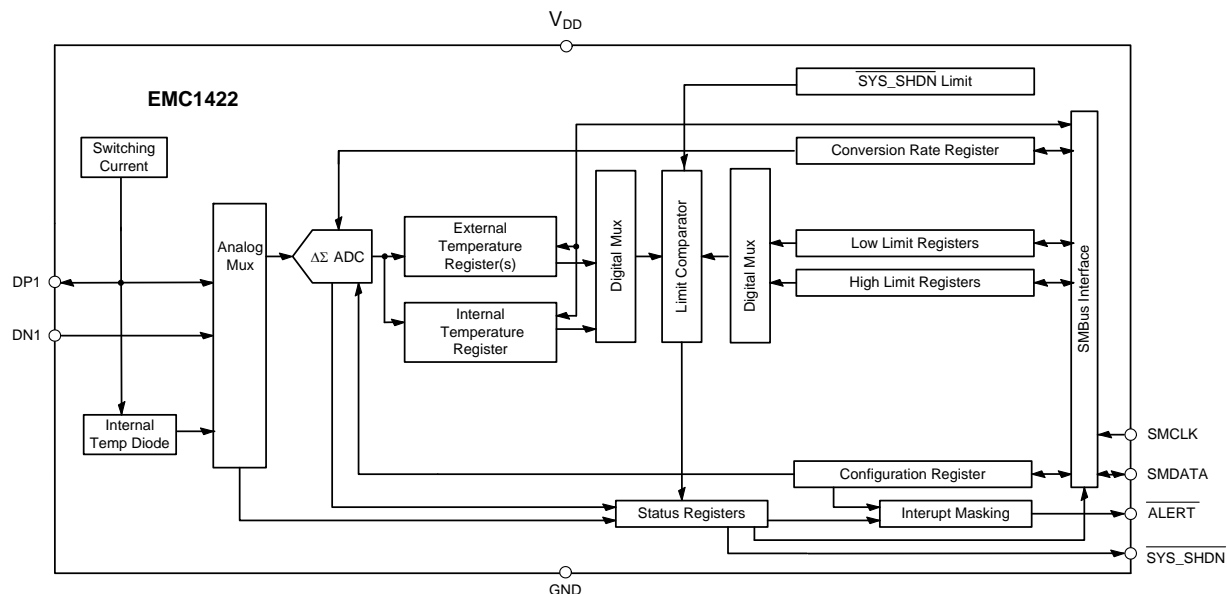 VDD
SYS_SHDN Limit
EMC1422
Switching
Current
Conversion Rate Register
Analog
Mux
ΔΣ ADC
External
Temperature
Register(s)
Digital Mux
Limit Comparator
Digital Mux
Low Limit Registers
High Limit Registers
SMBus Interface
DP1
DN1
Internal
Temperature
Register
Internal
Temp Diode
SMCLK
Configuration Register
SMDATA
Status Registers
Interupt Masking
ALERT
SYS_SHDN
GND